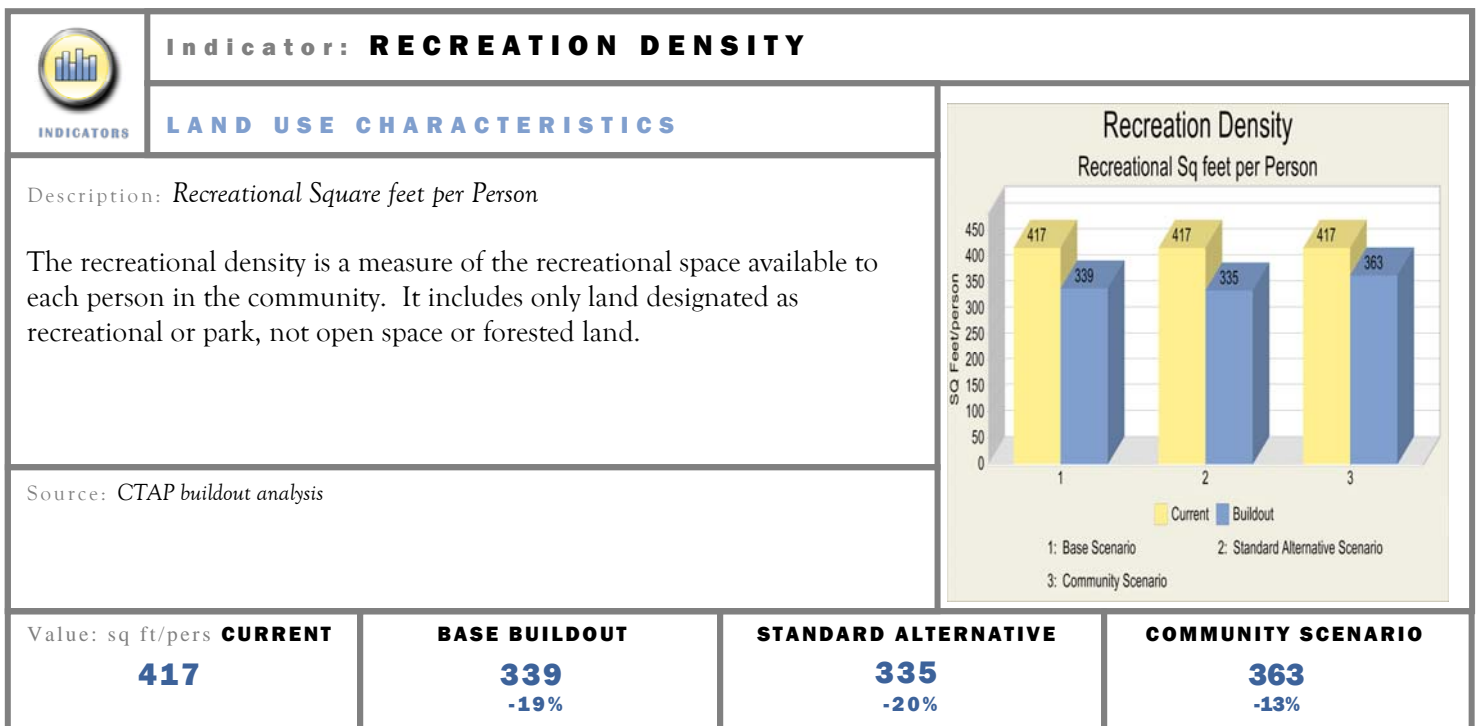 Indicator: RECREATION DENSITY
INDICATORS
LAND USE CHARACTERISTICS
Description: Recreational Square feet per Person
The recreational density is a measure of the recreational space available to
each person in the community. It includes only land designated as
recreational or park, not open space or forested land.
Source: CTAP buildout analysis
Recreation Density
Recreational Sq feet per Person
SQ Feet/person
450
400
350
300
250
200
150
100
50
0
417
339
417
335
417
363
1
2
3
Current Buildout
1: Base Scenario 2: Standard Alternative Scenario
3: Community Scenario
Value: sq ft/pers CURRENT
417
BASE BUILDOUT
339
-19%
STANDARD ALTERNATIVE
335
-20%
COMMUNITY SCENARIO
363
-13%